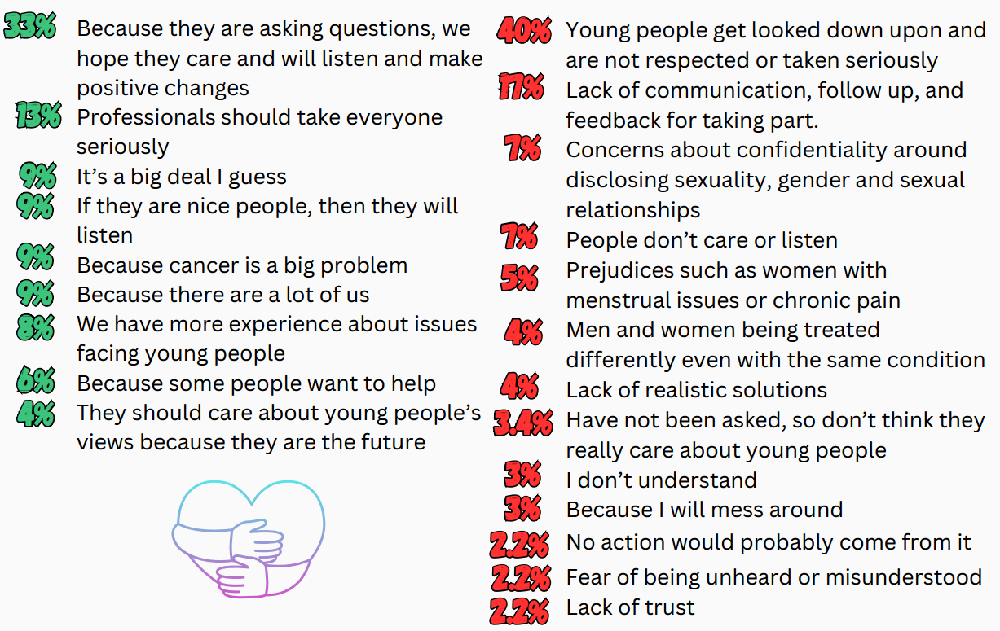 33% Because they are asking questions, we
hope they care and will listen and make
positive changes
13% Professionals should take everyone
seriously
9% It’s a big deal I guess
9% If they are nice people, then they will
listen
9% Because cancer is a big problem
9% Because there are a lot of us
8% We have more experience about issues
facing young people
6% Because some people want to help
4% They should care about young people’s
views because they are the future
40% Young people get looked down upon and
are not respected or taken seriously
17% Lack of communication, follow up, and
feedback for taking part.
7% Concerns about confidentiality around
disclosing sexuality, gender and sexual
relationships
7% People don’t care or listen
5% Prejudices such as women with
menstrual issues or chronic pain
4% Men and women being treated
differently even with the same condition
4% Lack of realistic solutions
3.4% Have not been asked, so don’t think they
really care about young people
3% I don’t understand
3% Because I will mess around
2.2% No action would probably come from it
2.2% Fear of being unheard or misunderstood
2.2% Lack of trust